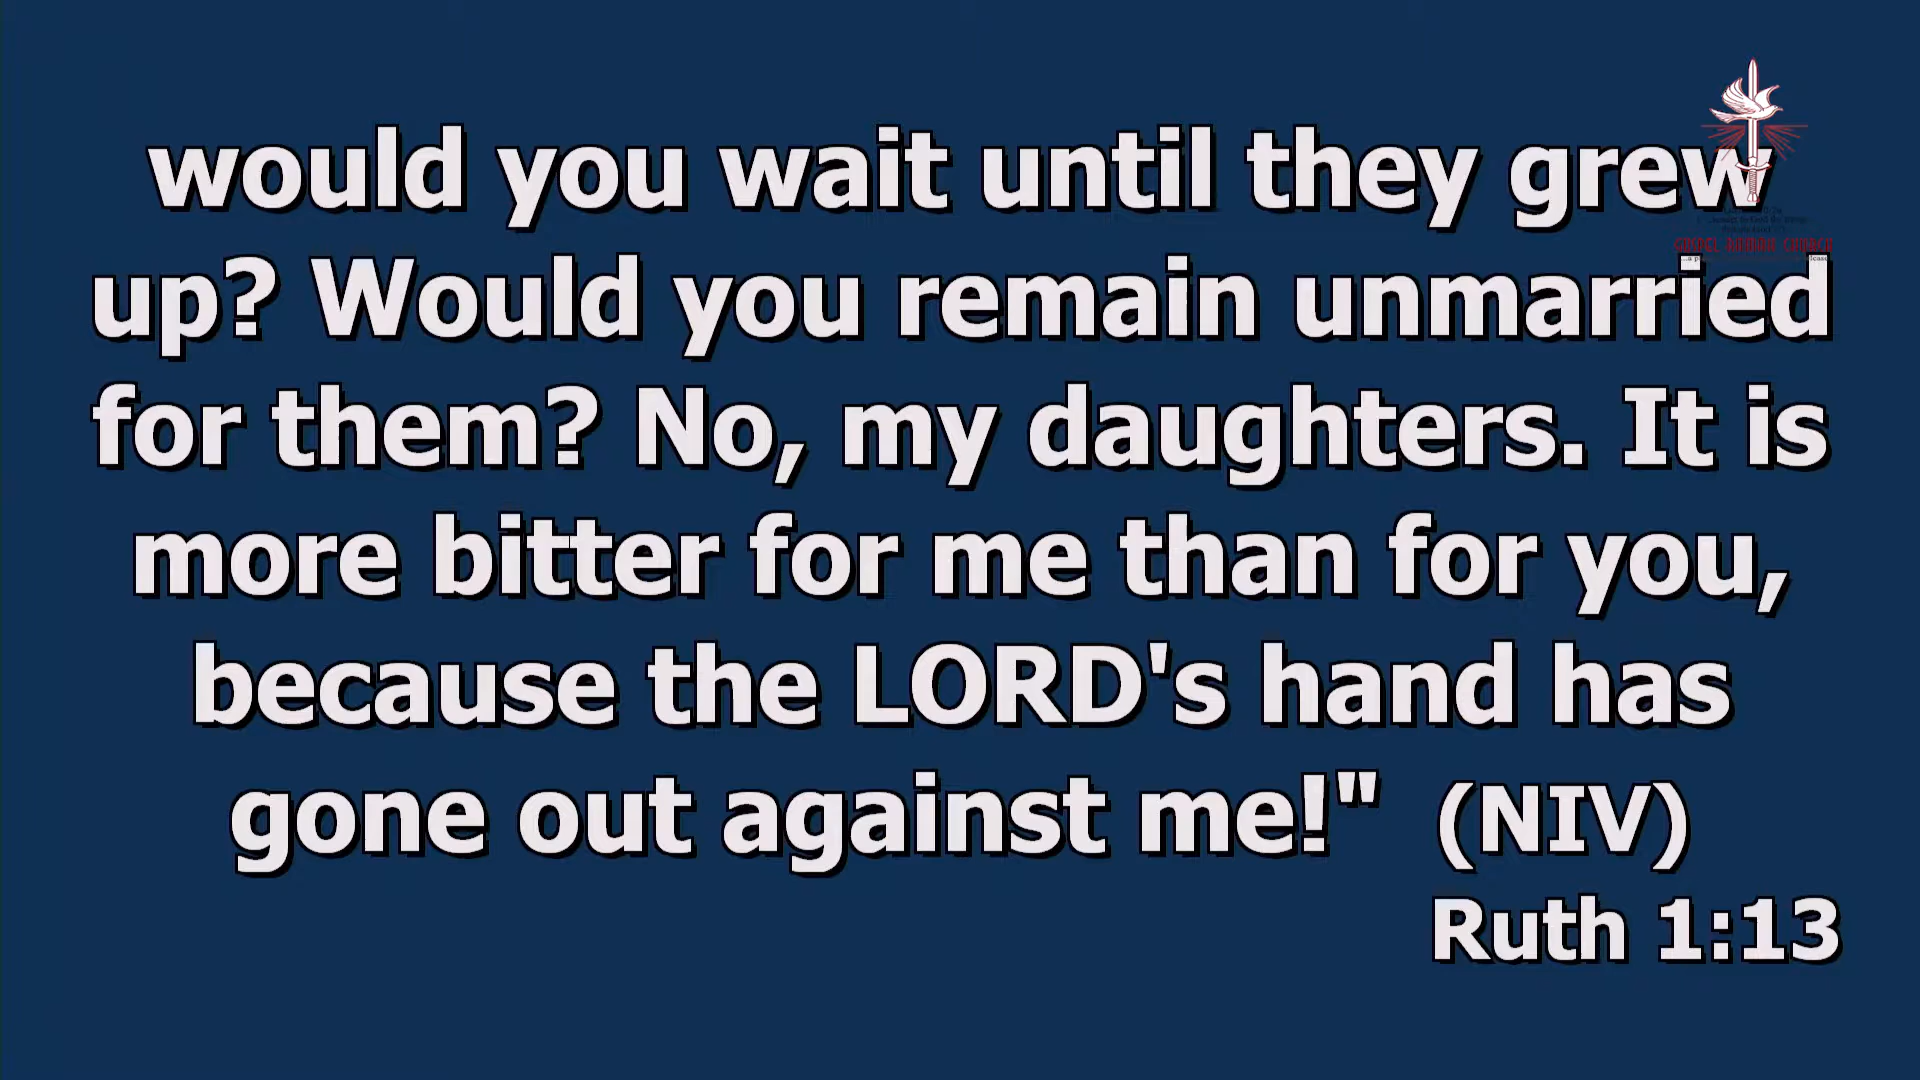 would you wait until they grew
up? Would you remain unmarried
for them? No, my daughters. It is
more bitter for me than for you,
because the LORD's hand has
gone out against me!" (NIV)
Ruth 1:13